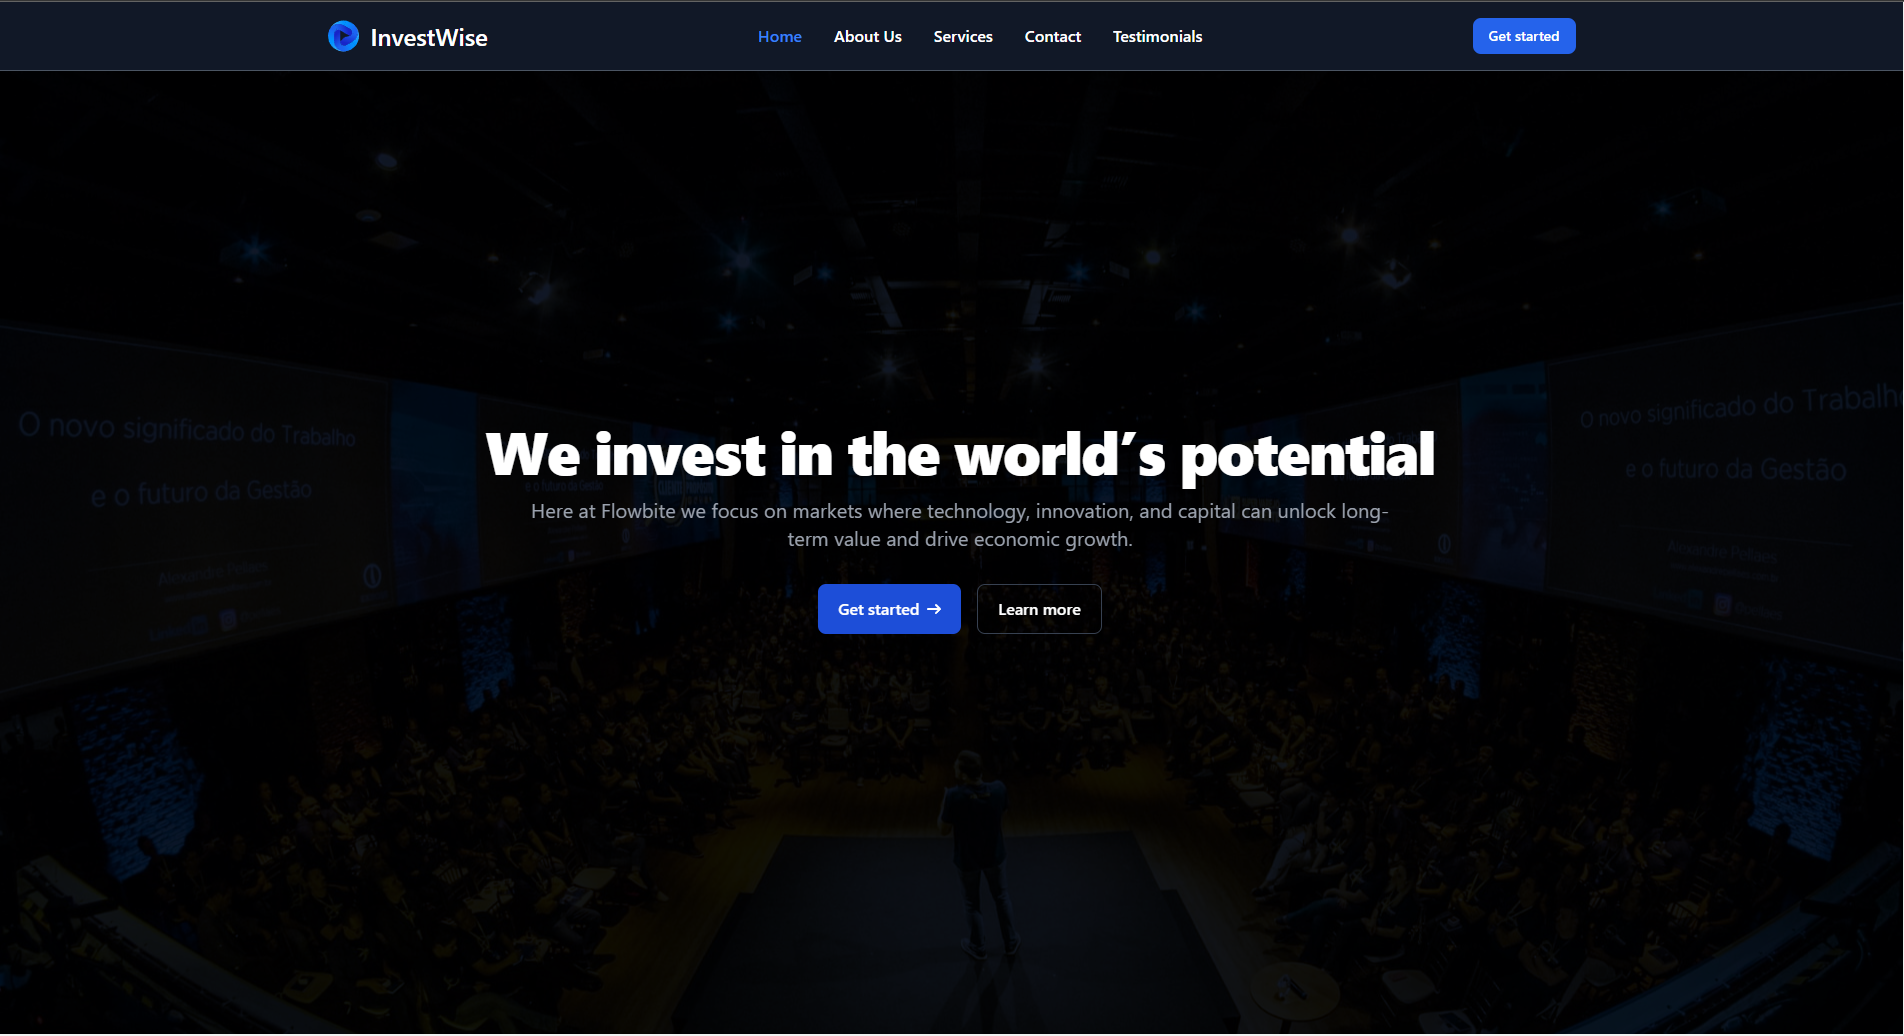 InvestWise
Home
About Us
Services
Contact
Testimonials
Get started
O novo significado do Trabalho
e o futuro da Gestão
O novo significado do Trabalho
e o futuro da Gestão
We invest in the world´s potential
Here at Flowbite we focus on markets where technology, innovation, and capital can unlock long-
term value and drive economic growth.
Get started →
Learn more